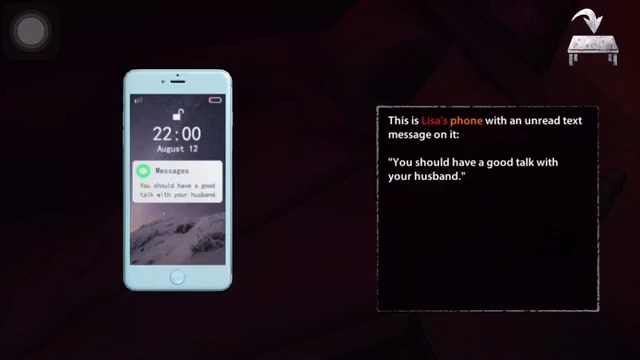 22:00
August 12
Messages
You should have a good
talk with your husband.
This is Lisa's phone with an unread text
message on it:
"You should have a good talk with
your husband."